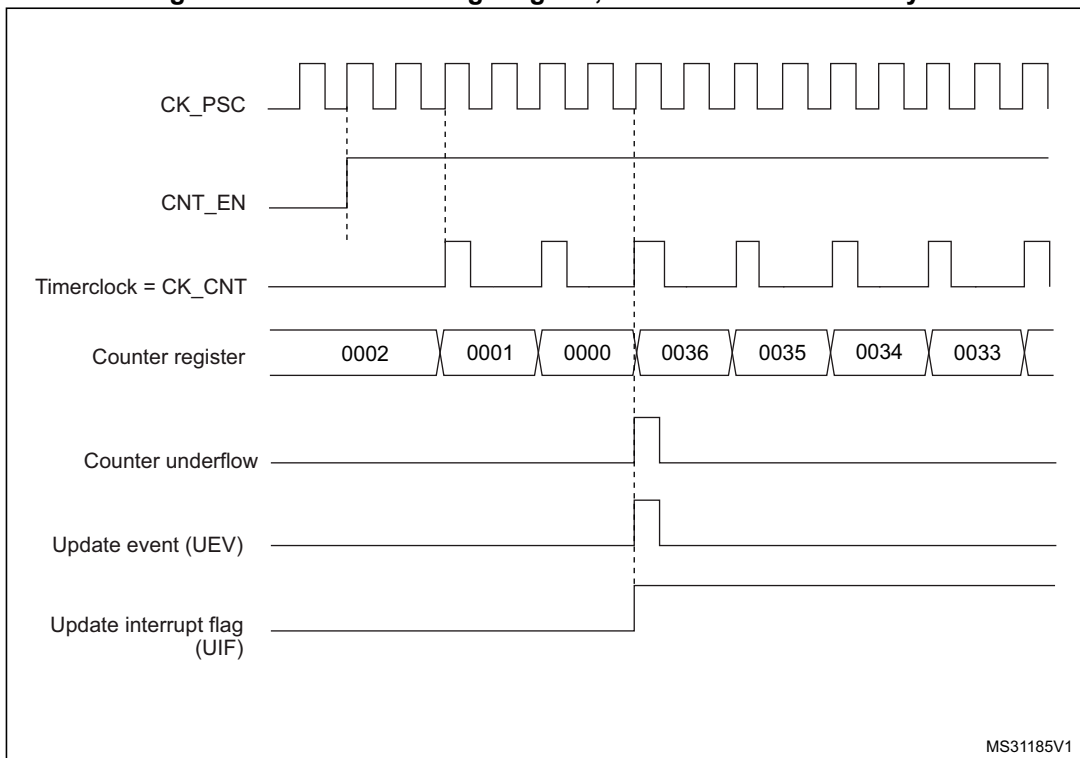 CK_PSC
CNT_EN
Timerclock = CK_CNT
Counter register
0002 0001 0000 0036 0035 0034 0033
Counter underflow
Update event (UEV)
Update interrupt flag
(UIF)
MS31185V1